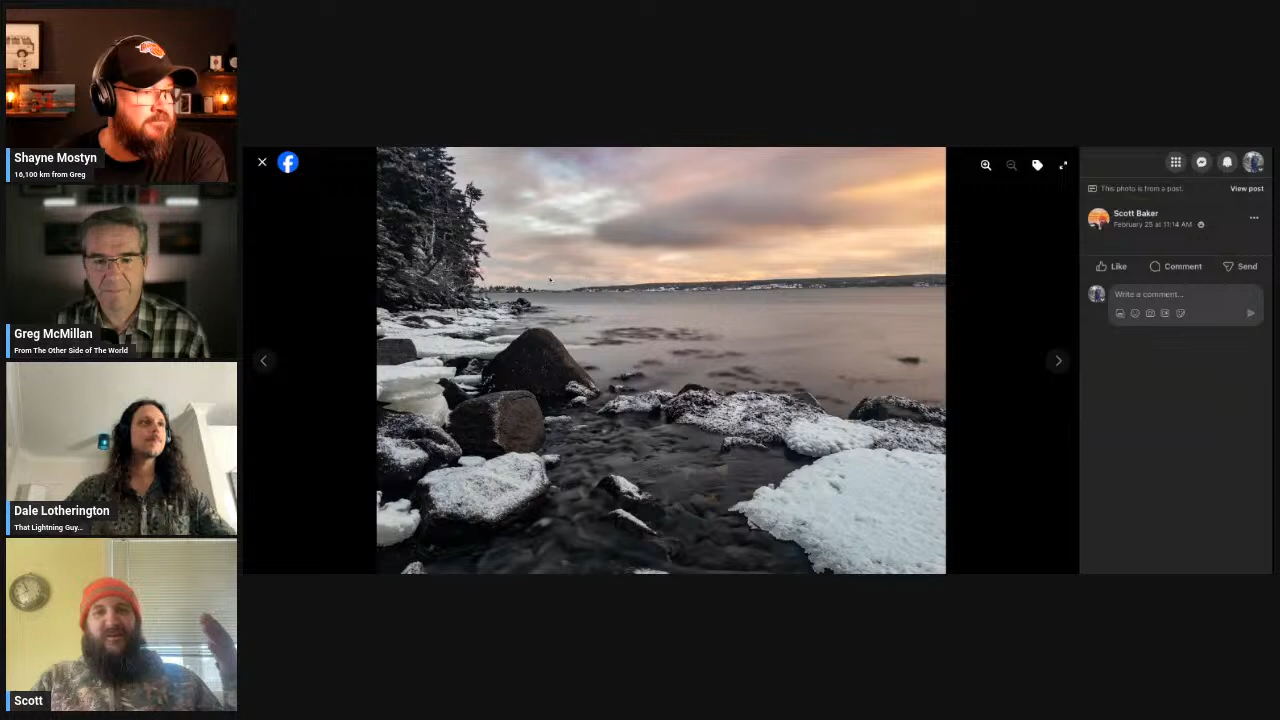 Shayne Mostyn
16,100 km from Greg
Greg McMillan
From The Other Side of The World
Dale Lotherington
That Lightning Guy...
Scott
This photo is from a post.
View post
Scott Baker
February 25 at 11:14 AM
Like
Comment
Send
Write a comment...